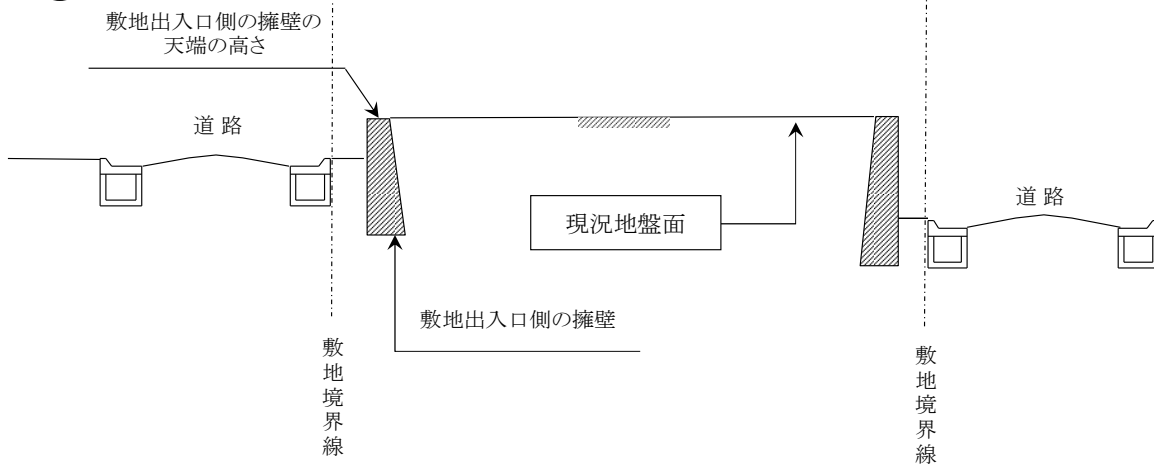 敷地出入口側の擁壁の
天端の高さ
道 路
現況地盤面
道 路
敷地出入口側の擁壁
敷地境界線
敷地境界線